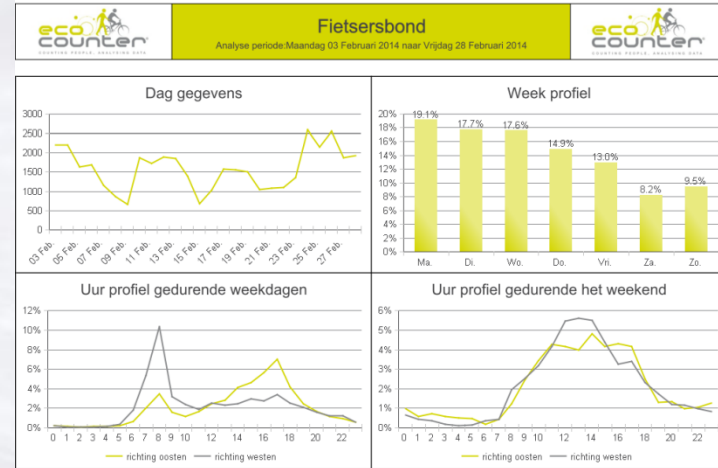 eco
counter
COUNTING PEOPLE, ANALYSING DATA
Fietsersbond
Analyse periode:Maandag 03 Februari 2014 naar Vrijdag 28 Februari 2014
eco
counter
COUNTING PEOPLE, ANALYSING DATA
Dag gegevens
3000
2500
2000
1500
1000
500
0
03 Feb. 05 Feb. 07 Feb. 09 Feb. 11 Feb. 13 Feb. 15 Feb. 17 Feb. 19 Feb. 21 Feb. 23 Feb. 25 Feb. 27 Feb.
Week profiel
20%
18%
16%
14%
12%
10%
8%
6%
4%
2%
0%
19.1% 17.7% 17.6% 14.9% 13.0% 8.2% 9.5%
Ma. Di. Wo. Do. Vri. Za. Zo.
Uur profiel gedurende weekdagen
12%
10%
8%
6%
4%
2%
0%
0 1 2 3 4 5 6 7 8 9 10 12 14 16 18 20 22
richting oosten richting westen
Uur profiel gedurende het weekend
6%
5%
4%
3%
2%
1%
0%
0 1 2 3 4 5 6 7 8 9 10 12 14 16 18 20 22
richting oosten richting westen